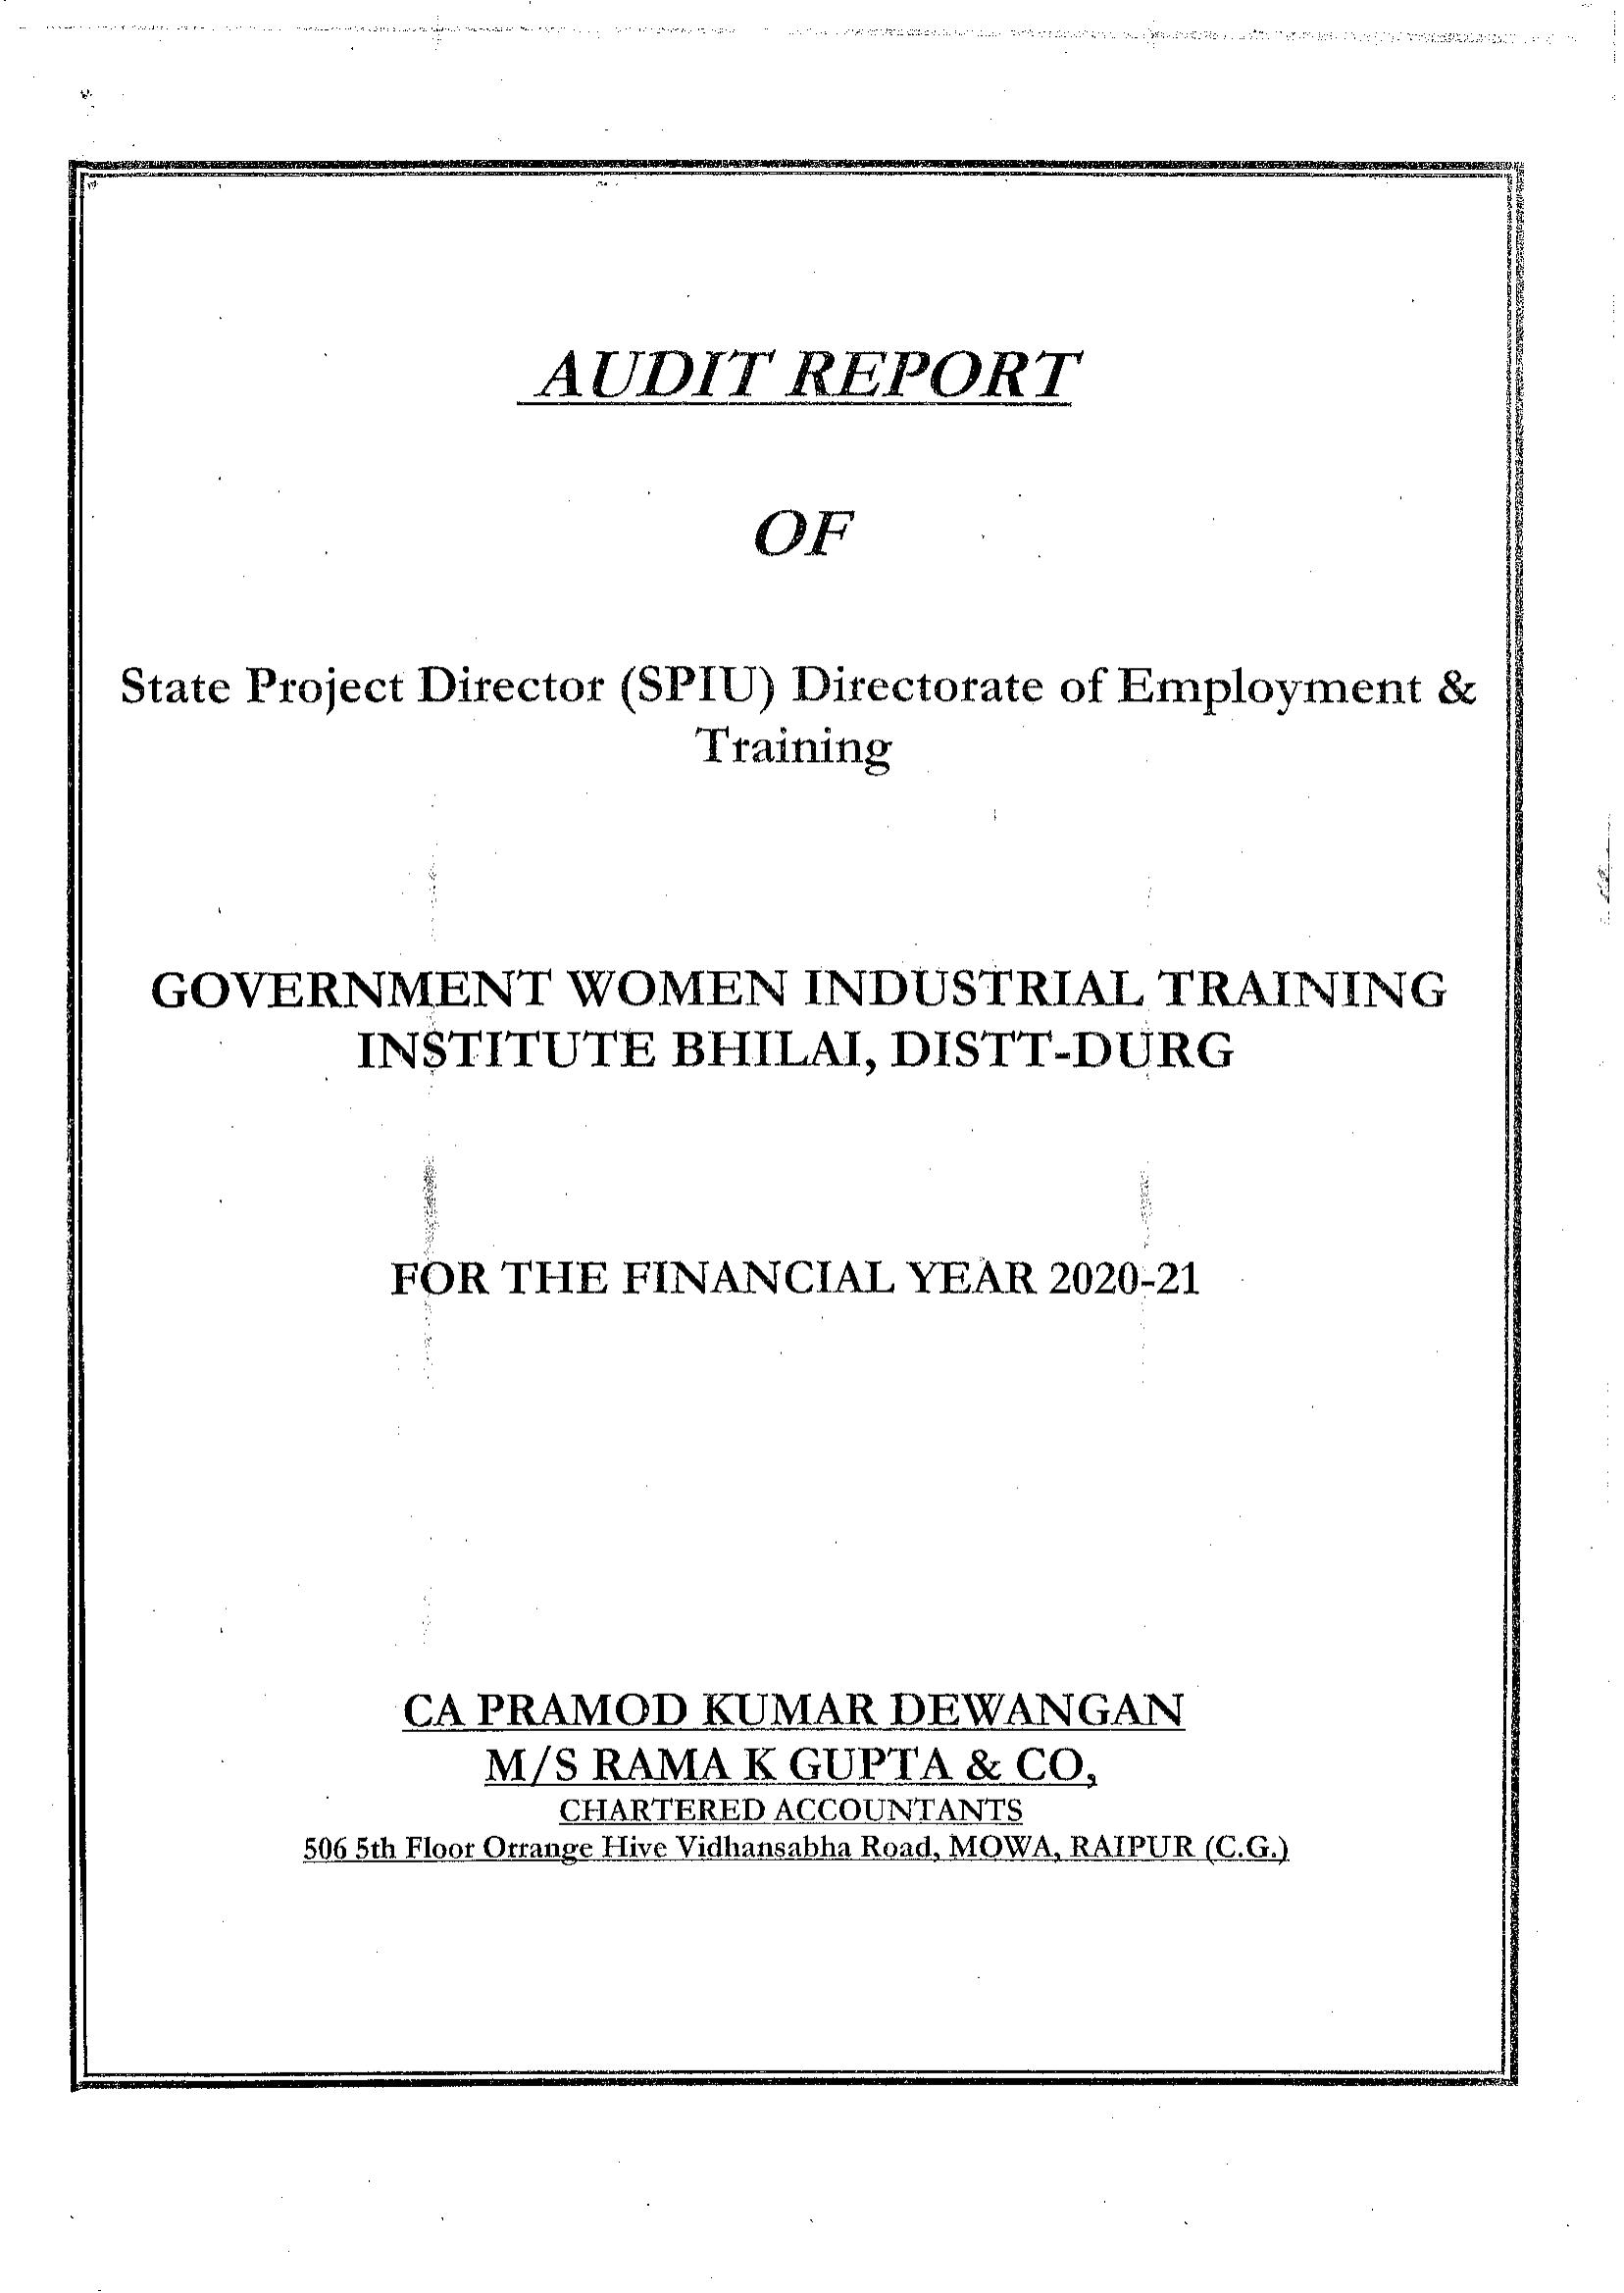 AUDIT REPORT
OF
State Project Director (SPIU) Directorate of Employment &
Training
GOVERNMENT WOMEN INDUSTRIAL TRAINING
INSTITUTE BHILAI, DISTT-DURG
FOR THE FINANCIAL YEAR 2020-21
CA PRAMOD KUMAR DEWANGAN
M/S RAMA K GUPTA & CO,
CHARTERED ACCOUNTANTS
506 5th Floor Orrange Hive Vidhansabha Road, MOWA, RAIPUR (C.G.)